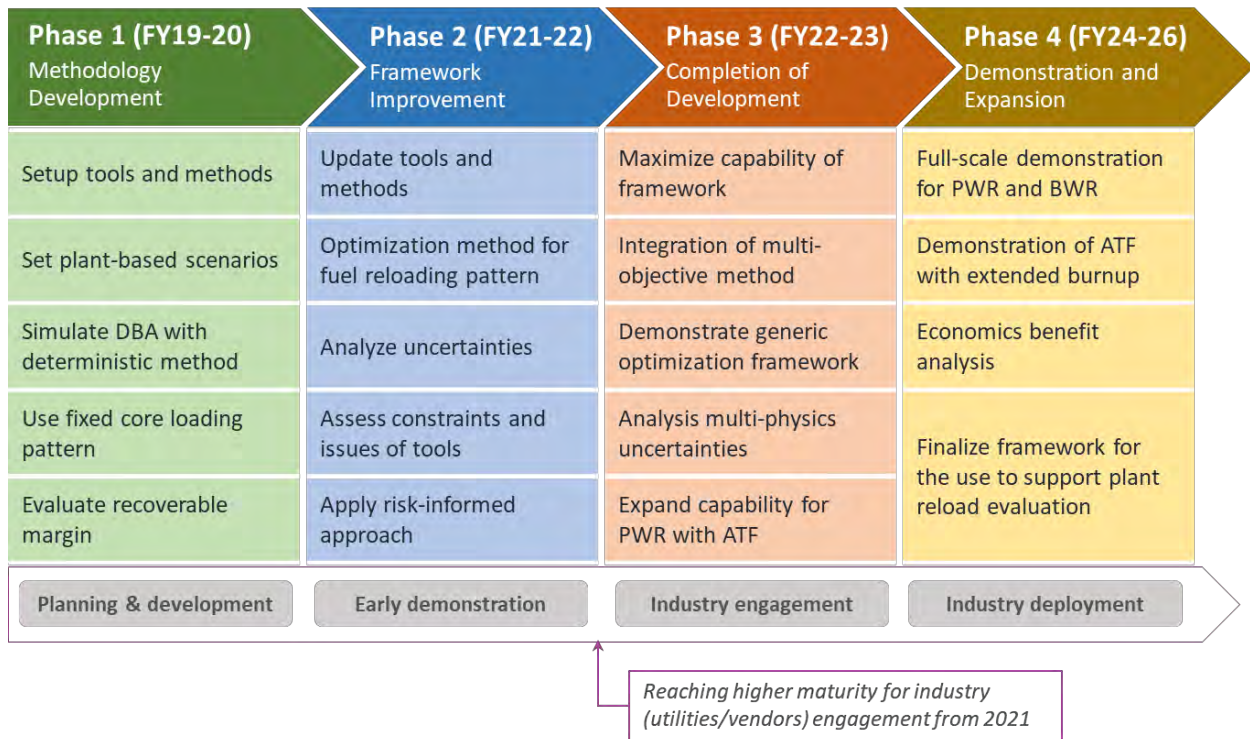 Phase 1 (FY19-20)
Methodology
Development
Phase 2 (FY21-22)
Framework
Improvement
Phase 3 (FY22-23)
Completion of
Development
Phase 4 (FY24-26)
Demonstration and
Expansion
Setup tools and methods
Set plant-based scenarios
Simulate DBA with
deterministic method
Use fixed core loading
pattern
Evaluate recoverable
margin
Update tools and
methods
Optimization method for
fuel reloading pattern
Analyze uncertainties
Assess constraints and
issues of tools
Apply risk-informed
approach
Maximize capability of
framework
Integration of multi-
objective method
Demonstrate generic
optimization framework
Analysis multi-physics
uncertainties
Expand capability for
PWR with ATF
Full-scale demonstration
for PWR and BWR
Demonstration of ATF
with extended burnup
Economics benefit
analysis
Finalize framework for
the use to support plant
reload evaluation
Planning & development
Early demonstration
Industry engagement
Industry deployment
Reaching higher maturity for industry
(utilities/vendors) engagement from 2021